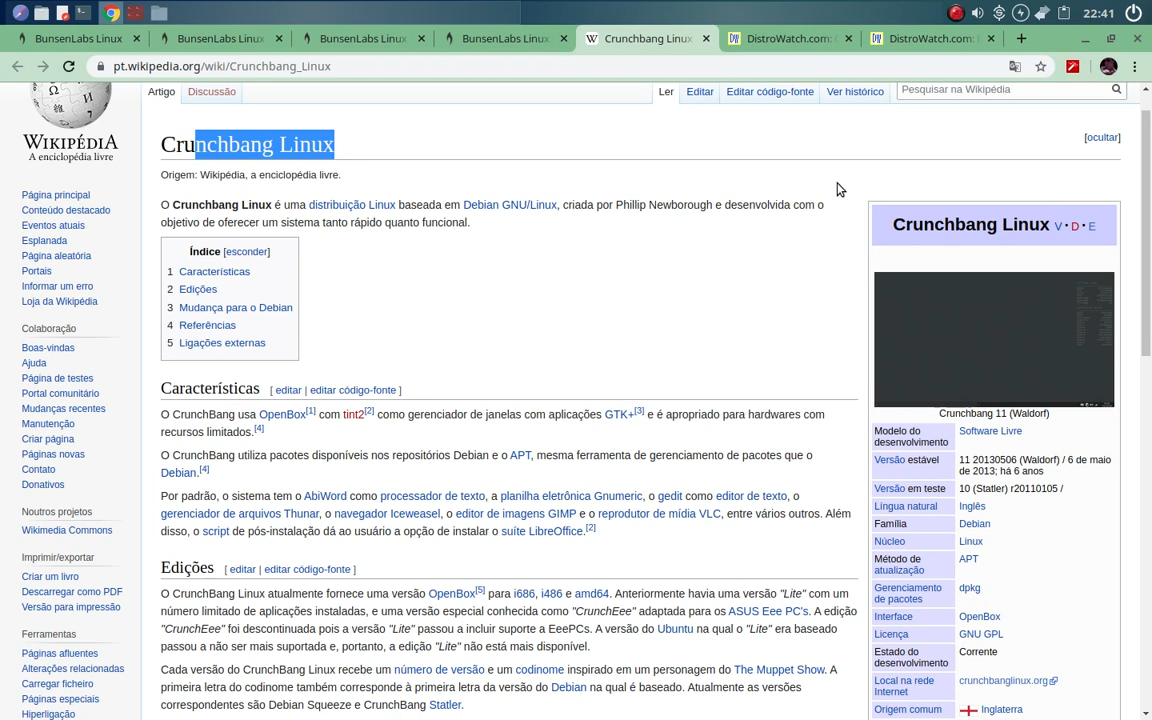 22:41
BunsenLabs Linux
BunsenLabs Linux
BunsenLabs Linux
BunsenLabs Linux
Crunchbang Linux
DistroWatch.com:
DistroWatch.com:
pt.wikipedia.org/wiki/Crunchbang_Linux
WIKIPÉDIA
A enciclopédia livre
Página principal
Conteúdo destacado
Eventos atuais
Esplanada
Página aleatória
Portais
Informar um erro
Loja da Wikipédia
Colaboração
Boas-vindas
Ajuda
Página de testes
Portal comunitário
Mudanças recentes
Manutenção
Criar página
Páginas novas
Contato
Donativos
Noutros projetos
Wikimedia Commons
Imprimir/exportar
Criar um livro
Descarregar como PDF
Versão para impressão
Ferramentas
Páginas afluentes
Alterações relacionadas
Carregar ficheiro
Páginas especiais
Hiperligação
Artigo Discussão
Ler Editar Editar código-fonte Ver histórico Pesquisar na Wikipédia
Crunchbang Linux
[ocultar]
Origem: Wikipédia, a enciclopédia livre.
O Crunchbang Linux é uma distribuição Linux baseada em Debian GNU/Linux, criada por Phillip Newborough e desenvolvida com o
objetivo de oferecer um sistema tanto rápido quanto funcional.
Índice [esconder]
1 Características
2 Edições
3 Mudança para o Debian
4 Referências
5 Ligações externas
Características [ editar | editar código-fonte ]
O CrunchBang usa OpenBox[1] com tint2[2] como gerenciador de janelas com aplicações GTK+[3] e é apropriado para hardwares com
recursos limitados.[4]
O CrunchBang utiliza pacotes disponíveis nos repositórios Debian e o APT, mesma ferramenta de gerenciamento de pacotes que o
Debian.[4]
Por padrão, o sistema tem o AbiWord como processador de texto, a planilha eletrônica Gnumeric, o gedit como editor de texto, o
gerenciador de arquivos Thunar, o navegador Iceweasel, o editor de imagens GIMP e o reprodutor de mídia VLC, entre vários outros. Além
disso, o script de pós-instalação dá ao usuário a opção de instalar o suíte LibreOffice.[2]
Edições [ editar | editar código-fonte ]
O CrunchBang Linux atualmente fornece uma versão OpenBox[5] para i686, i486 e amd64. Anteriormente havia uma versão "Lite" com um
número limitado de aplicações instaladas, e uma versão especial conhecida como "CrunchEee" adaptada para os ASUS Eee PC's. A edição
"CrunchEee" foi descontinuada pois a versão "Lite" passou a incluir suporte a EeePCs. A versão do Ubuntu na qual o "Lite" era baseado
passou a não ser mais suportada e, portanto, a edição "Lite" não está mais disponível.
Cada versão do CrunchBang Linux recebe um número de versão e um codinome inspirado em um personagem do The Muppet Show. A
primeira letra do codinome também corresponde à primeira letra da versão do Debian na qual é baseado. Atualmente as versões
correspondentes são Debian Squeeze e CrunchBang Statler.
Crunchbang Linux V · D · E
Crunchbang 11 (Waldorf)
Modelo do desenvolvimento Software Livre
Versão estável 11 20130506 (Waldorf) / 6 de maio
de 2013; há 6 anos
Versão em teste 10 (Statler) r20110105 /
Língua natural Inglês
Família Debian
Núcleo Linux
Método de atualização APT
Gerenciamento de pacotes dpkg
Interface OpenBox
Licença GNU GPL
Estado do desenvolvimento Corrente
Local na rede Internet crunchbanglinux.org
Origem comum Inglaterra